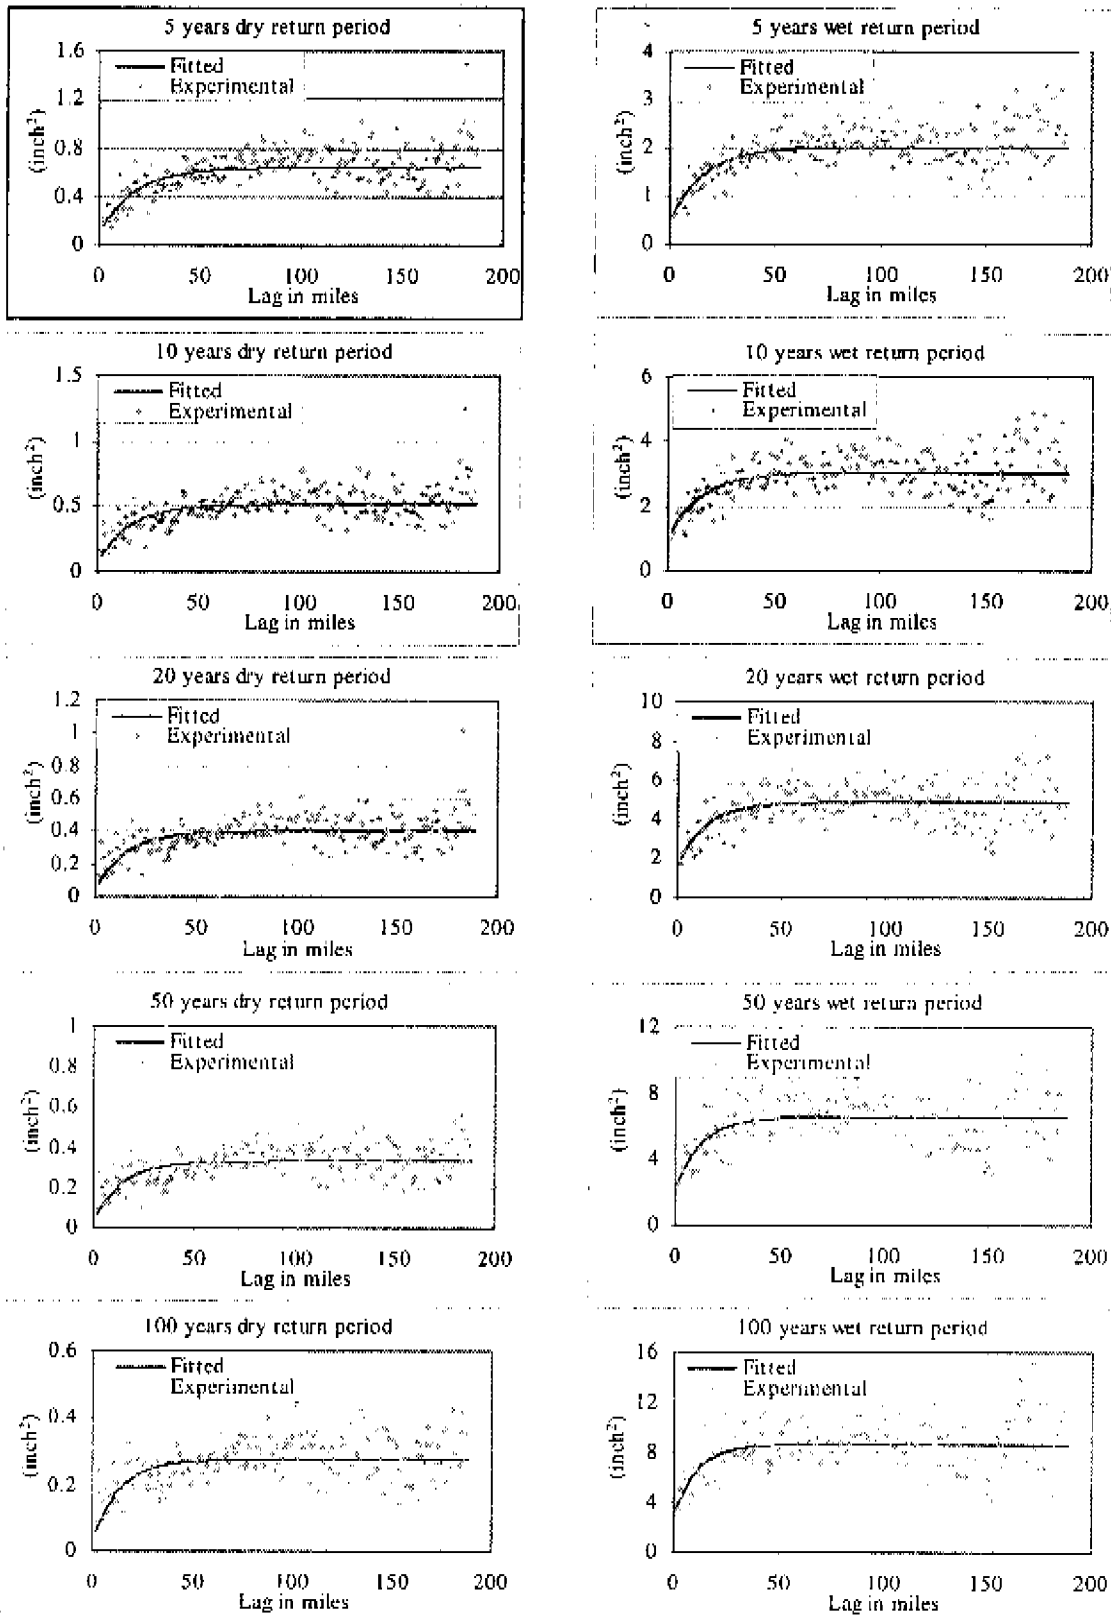 5 years dry return period
1.6
1.2
0.8
0.4
0
(inch²)
Fitted
Experimental
0 50 100 150 200
Lag in miles
5 years wet return period
4
3
2
1
0
(inch²)
Fitted
Experimental
0 50 100 150 200
Lag in miles
10 years dry return period
1.5
1
0.5
0
(inch²)
Fitted
Experimental
0 50 100 150 200
Lag in miles
10 years wet return period
6
4
2
0
(inch²)
Fitted
Experimental
0 50 100 150 200
Lag in miles
20 years dry return period
1.2
1
0.8
0.6
0.4
0.2
0
(inch²)
Fitted
Experimental
0 50 100 150 200
Lag in miles
20 years wet return period
10
8
6
4
2
0
(inch²)
Fitted
Experimental
0 50 100 150 200
Lag in miles
50 years dry return period
1
0.8
0.6
0.4
0.2
0
(inch²)
Fitted
Experimental
0 50 100 150 200
Lag in miles
50 years wet return period
12
8
4
0
(inch²)
Fitted
Experimental
0 50 100 150 200
Lag in miles
100 years dry return period
0.6
0.4
0.2
0
(inch²)
Fitted
Experimental
0 50 100 150 200
Lag in miles
100 years wet return period
16
12
8
4
0
(inch²)
Fitted
Experimental
0 50 100 150 200
Lag in miles